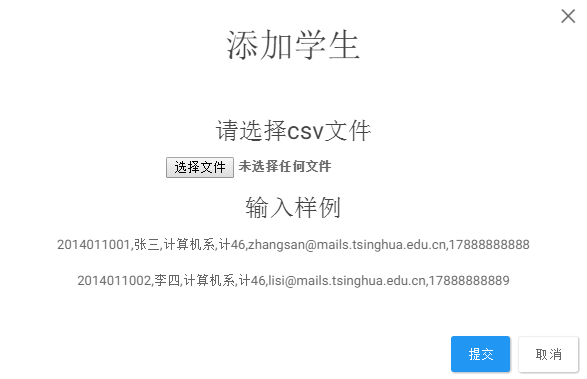 添加学生
请选择csv文件
选择文件 未选择任何文件
输入样例
2014011001,张三,计算机系,计46,zhangsan@mails.tsinghua.edu.cn,17888888888
2014011002,李四,计算机系,计46,lisi@mails.tsinghua.edu.cn,17888888889
提交 取消